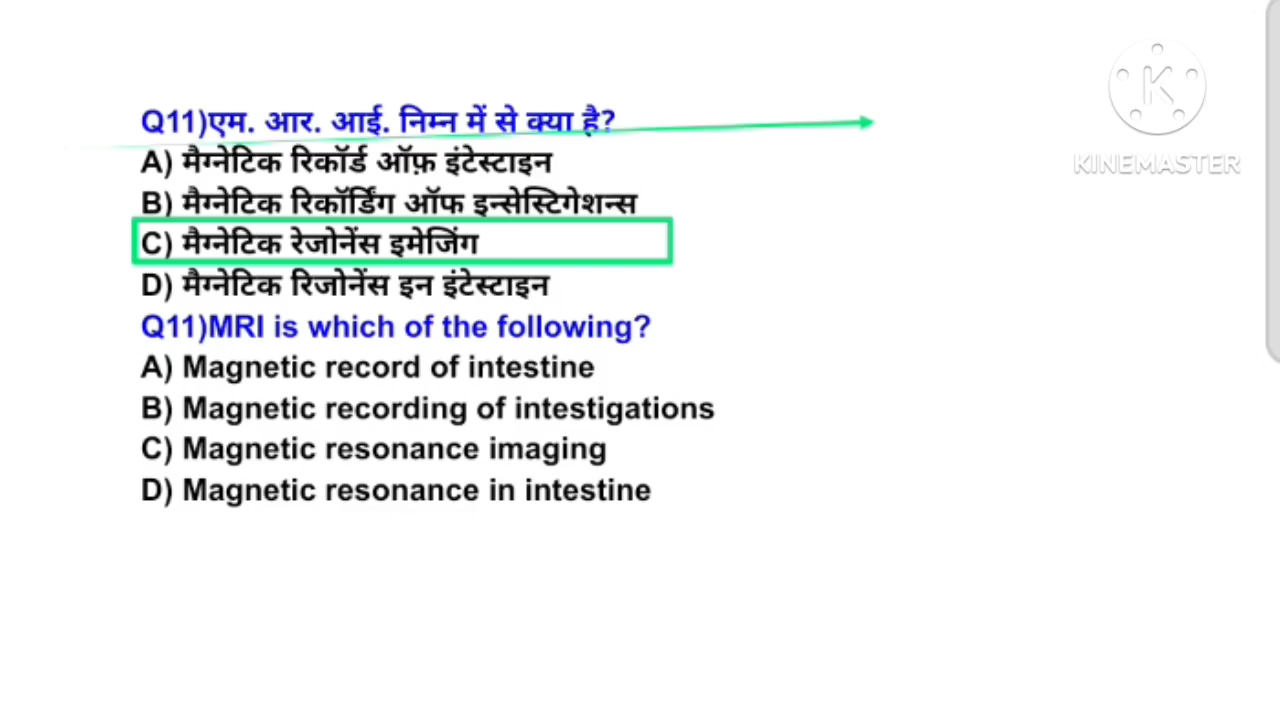 Q11)एम. आर. आई. निम्न में से क्या है?
A) मैग्नेटिक रिकॉर्ड ऑफ़ इंटेस्टाइन
B) मैग्नेटिक रिकॉर्डिंग ऑफ इन्सेस्टिगेशन्स
C) मैग्नेटिक रेजोनेंस इमेजिंग
D) मैग्नेटिक रिजोनेंस इन इंटेस्टाइन
Q11)MRI is which of the following?
A) Magnetic record of intestine
B) Magnetic recording of intestigations
C) Magnetic resonance imaging
D) Magnetic resonance in intestine
K
KINEMASTER